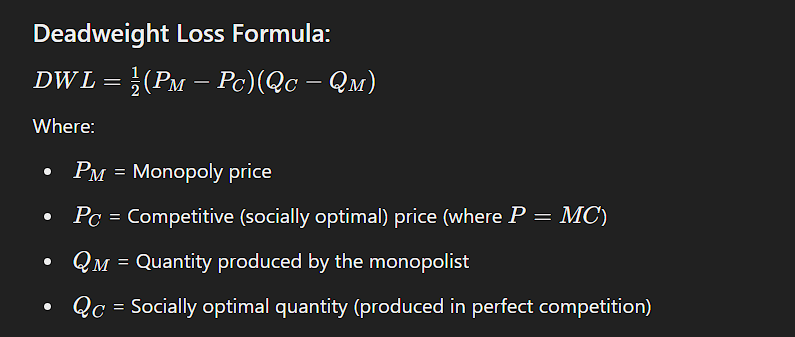 Deadweight Loss Formula:
DWL = ½(P_M − P_C)(Q_C − Q_M)
Where:
• P_M = Monopoly price
• P_C = Competitive (socially optimal) price (where P = MC)
• Q_M = Quantity produced by the monopolist
• Q_C = Socially optimal quantity (produced in perfect competition)